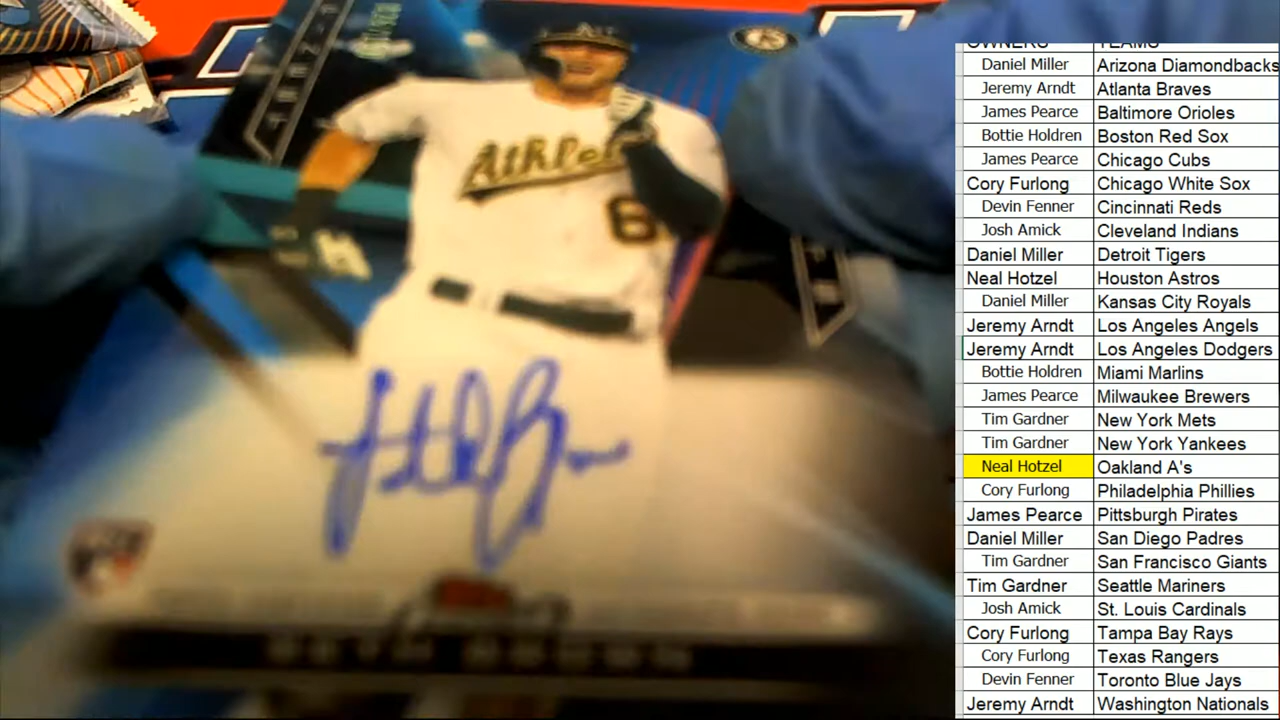 Athle
6
OWNERS TEAMS
Daniel Miller Arizona Diamondbacks
Jeremy Arndt Atlanta Braves
James Pearce Baltimore Orioles
Bottie Holdren Boston Red Sox
James Pearce Chicago Cubs
Cory Furlong Chicago White Sox
Devin Fenner Cincinnati Reds
Josh Amick Cleveland Indians
Daniel Miller Detroit Tigers
Neal Hotzel Houston Astros
Daniel Miller Kansas City Royals
Jeremy Arndt Los Angeles Angels
Jeremy Arndt Los Angeles Dodgers
Bottie Holdren Miami Marlins
James Pearce Milwaukee Brewers
Tim Gardner New York Mets
Tim Gardner New York Yankees
Neal Hotzel Oakland A's
Cory Furlong Philadelphia Phillies
James Pearce Pittsburgh Pirates
Daniel Miller San Diego Padres
Tim Gardner San Francisco Giants
Tim Gardner Seattle Mariners
Josh Amick St. Louis Cardinals
Cory Furlong Tampa Bay Rays
Cory Furlong Texas Rangers
Devin Fenner Toronto Blue Jays
Jeremy Arndt Washington Nationals